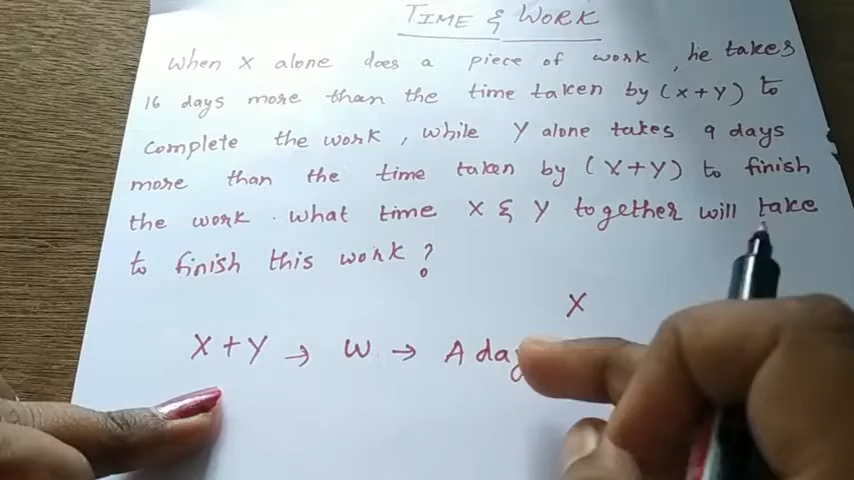 TIME & WORK
When X alone does a piece of work, he takes
16 days more than the time taken by (X+Y) to
complete the work, while Y alone takes 9 days
more than the time taken by (X+Y) to finish
the work. what time X & Y together will take
to finish this work?
X
X+Y → W → A day